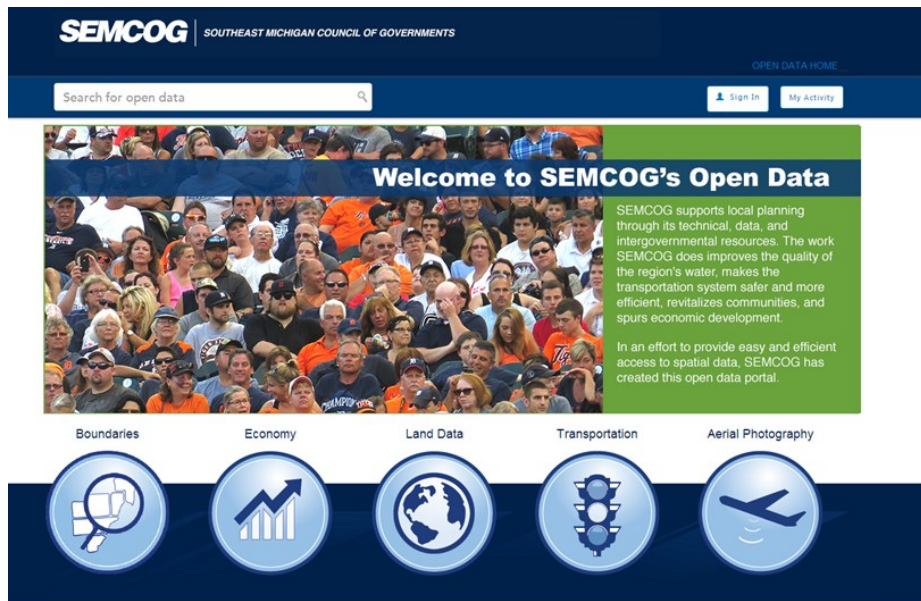 SEMCOG
SOUTHEAST MICHIGAN COUNCIL OF GOVERNMENTS
OPEN DATA HOME
Search for open data
Sign In
My Activity
Welcome to SEMCOG's Open Data
SEMCOG supports local planning
through its technical, data, and
intergovernmental resources. The work
SEMCOG does improves the quality of
the region's water, makes the
transportation system safer and more
efficient, revitalizes communities, and
spurs economic development.
In an effort to provide easy and efficient
access to spatial data, SEMCOG has
created this open data portal.
Tigers
CHAMPIONS
Boundaries
Economy
Land Data
Transportation
Aerial Photography